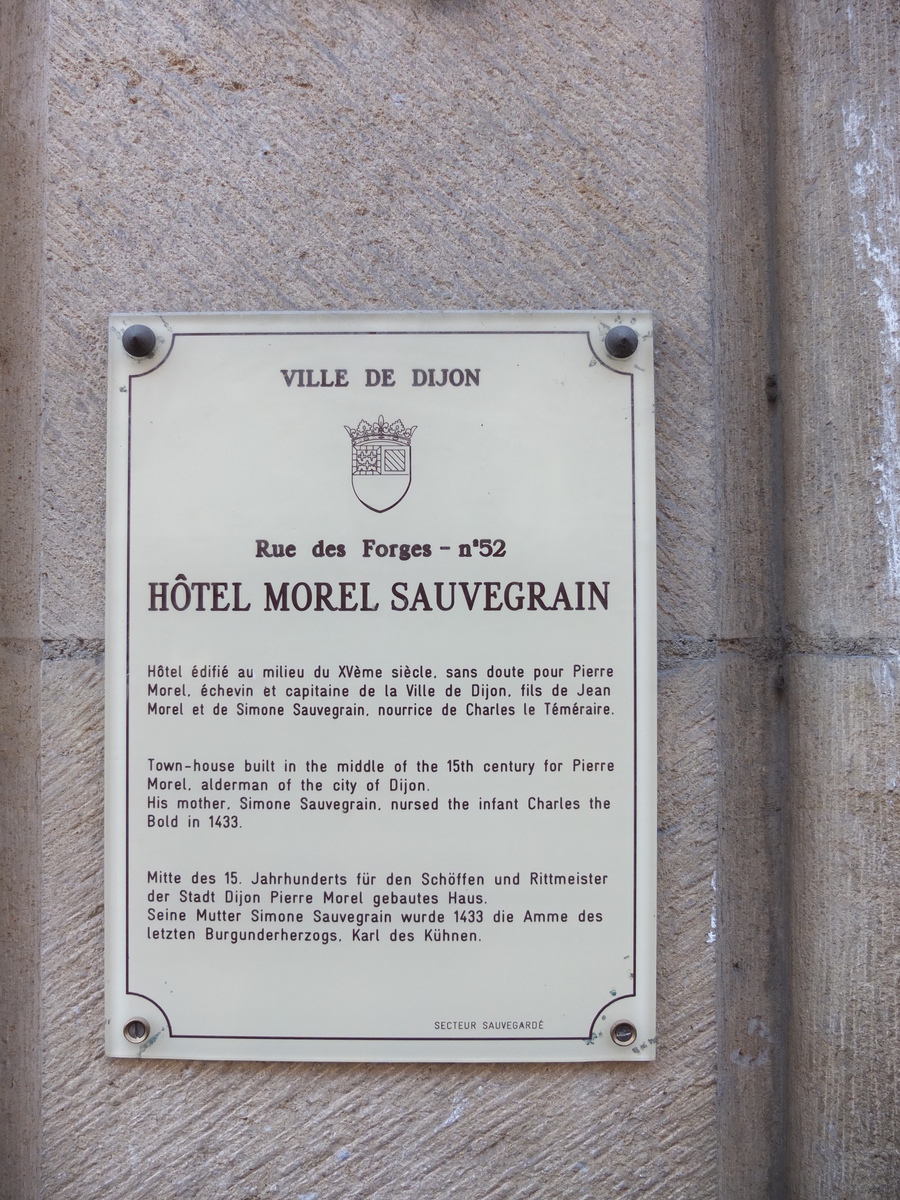 VILLE DE DIJON
Rue des Forges - n°52
HÔTEL MOREL SAUVEGRAIN
Hôtel édifié au milieu du XVème siècle, sans doute pour Pierre
Morel, échevin et capitaine de la Ville de Dijon, fils de Jean
Morel et de Simone Sauvegrain, nourrice de Charles le Téméraire.
Town-house built in the middle of the 15th century for Pierre
Morel, alderman of the city of Dijon.
His mother, Simone Sauvegrain, nursed the infant Charles the
Bold in 1433.
Mitte des 15. Jahrhunderts für den Schöffen und Rittmeister
der Stadt Dijon Pierre Morel gebautes Haus.
Seine Mutter Simone Sauvegrain wurde 1433 die Amme des
letzten Burgunderherzogs, Karl des Kühnen.
SECTEUR SAUVEGARDÉ